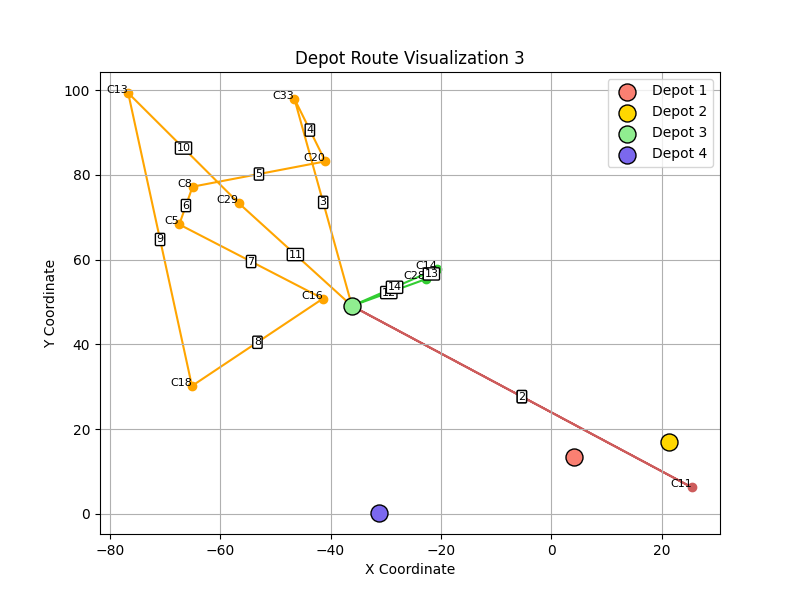 Depot Route Visualization 3
Depot 1
Depot 2
Depot 3
Depot 4
C13
C33
4
10
C20
5
C8
6
C29
3
C5
9
11
7
C14
13
C28
14
12
C16
8
C18
2
C11
100
80
60
40
20
0
Y Coordinate
−80
−60
−40
−20
0
20
X Coordinate